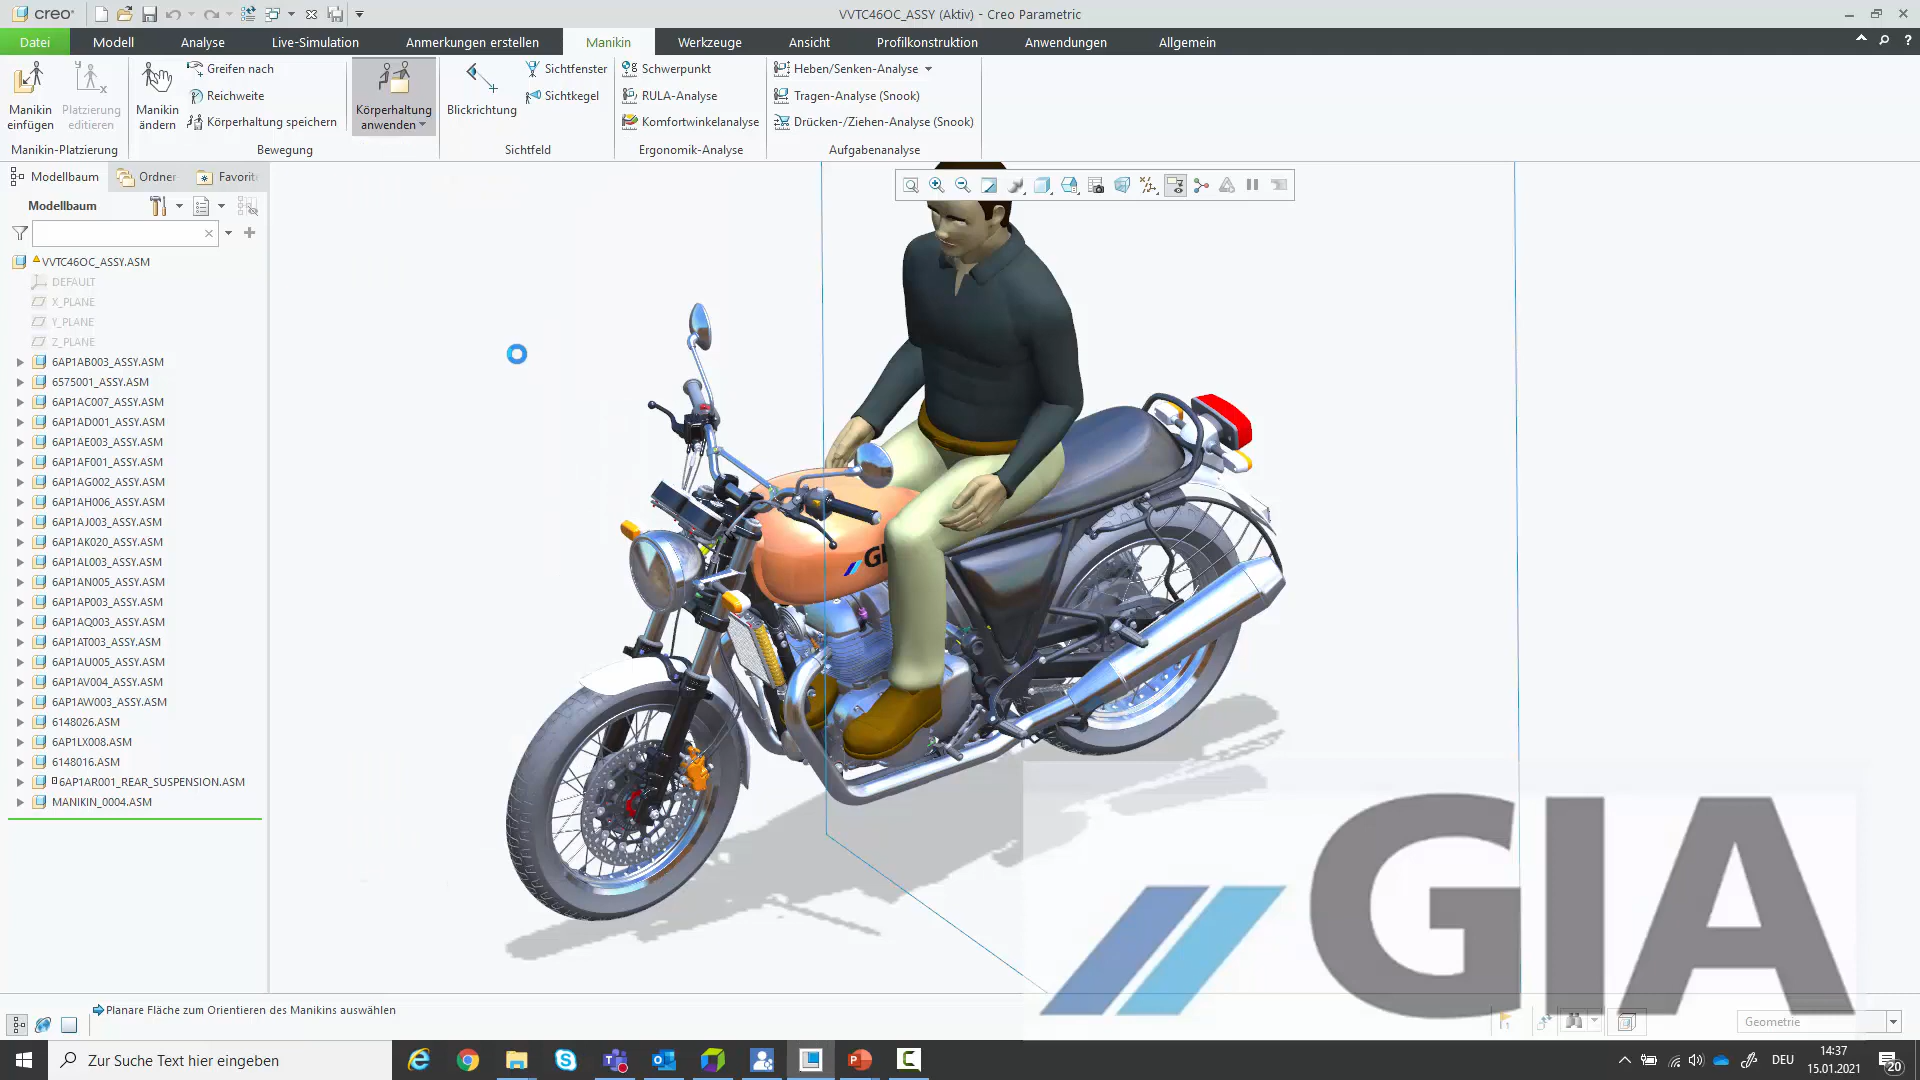 creo
VVTC46OC_ASSY (Aktiv) - Creo Parametric
Datei
Modell
Analyse
Live-Simulation
Anmerkungen erstellen
Manikin
Werkzeuge
Ansicht
Profilkonstruktion
Anwendungen
Allgemein
Manikin einfügen
Platzierung editieren
Manikin-Platzierung
Manikin ändern
Greifen nach
Reichweite
Körperhaltung speichern
Körperhaltung anwenden
Bewegung
Blickrichtung
Sichtfenster
Sichtkegel
Sichtfeld
Schwerpunkt
RULA-Analyse
Komfortwinkelanalyse
Ergonomik-Analyse
Heben/Senken-Analyse
Tragen-Analyse (Snook)
Drücken-/Ziehen-Analyse (Snook)
Aufgabenanalyse
Modellbaum
Ordner
Favorit
Modellbaum
VVTC46OC_ASSY.ASM
DEFAULT
X_PLANE
Y_PLANE
Z_PLANE
6AP1AB003_ASSY.ASM
6575001_ASSY.ASM
6AP1AC007_ASSY.ASM
6AP1AD001_ASSY.ASM
6AP1AE003_ASSY.ASM
6AP1AF001_ASSY.ASM
6AP1AG002_ASSY.ASM
6AP1AH006_ASSY.ASM
6AP1AJ003_ASSY.ASM
6AP1AK020_ASSY.ASM
6AP1AL003_ASSY.ASM
6AP1AN005_ASSY.ASM
6AP1AP003_ASSY.ASM
6AP1AQ003_ASSY.ASM
6AP1AT003_ASSY.ASM
6AP1AU005_ASSY.ASM
6AP1AV004_ASSY.ASM
6AP1AW003_ASSY.ASM
6148026.ASM
6AP1LX008.ASM
6148016.ASM
6AP1AR001_REAR_SUSPENSION.ASM
MANIKIN_0004.ASM
GI
GIA
Planare Fläche zum Orientieren des Manikins auswählen
Geometrie
Zur Suche Text hier eingeben
DEU
14:37
15.01.2021
20